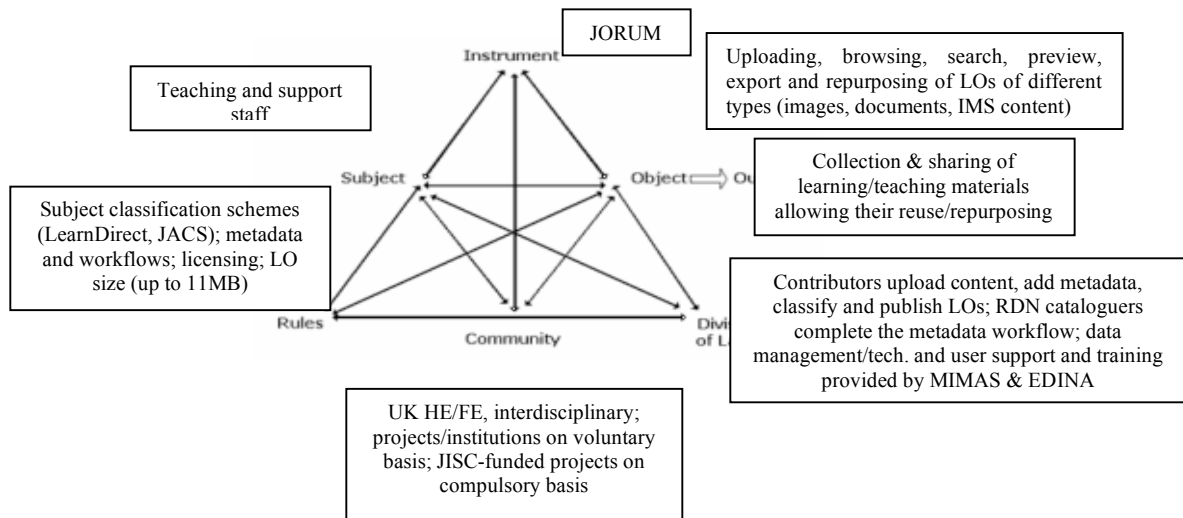 JORUM
Instrument
Uploading, browsing, search, preview,
export and repurposing of LOs of different
types (images, documents, IMS content)
Teaching and support
staff
Subject
Object
Collection & sharing of
learning/teaching materials
allowing their reuse/repurposing
Subject classification schemes
(LearnDirect, JACS); metadata
and workflows; licensing; LO
size (up to 11MB)
Contributors upload content, add metadata,
classify and publish LOs; RDN cataloguers
complete the metadata workflow; data
management/tech. and user support and training
provided by MIMAS & EDINA
Rules
Community
of
UK HE/FE, interdisciplinary;
projects/institutions on voluntary
basis; JISC-funded projects on
compulsory basis